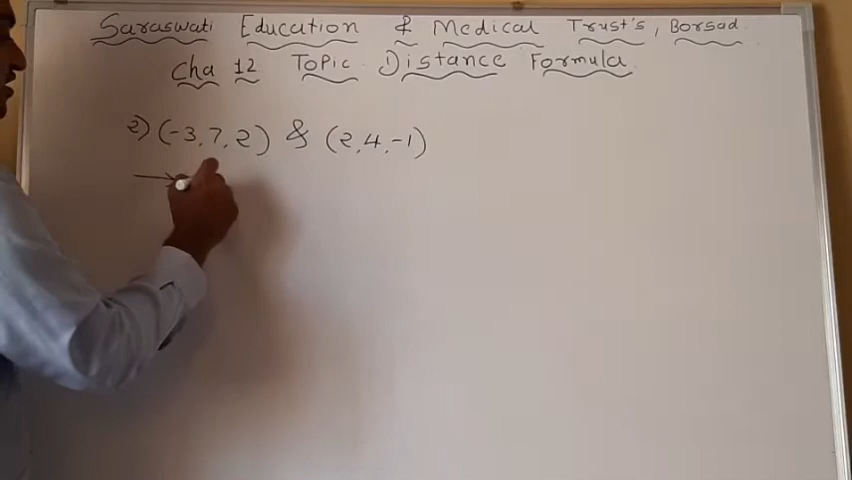 Saraswati Education & Medical Trust's, Borsad
Cha 12 Topic Distance Formula
2) (-3, 7, 2) & (2, 4, -1)
→